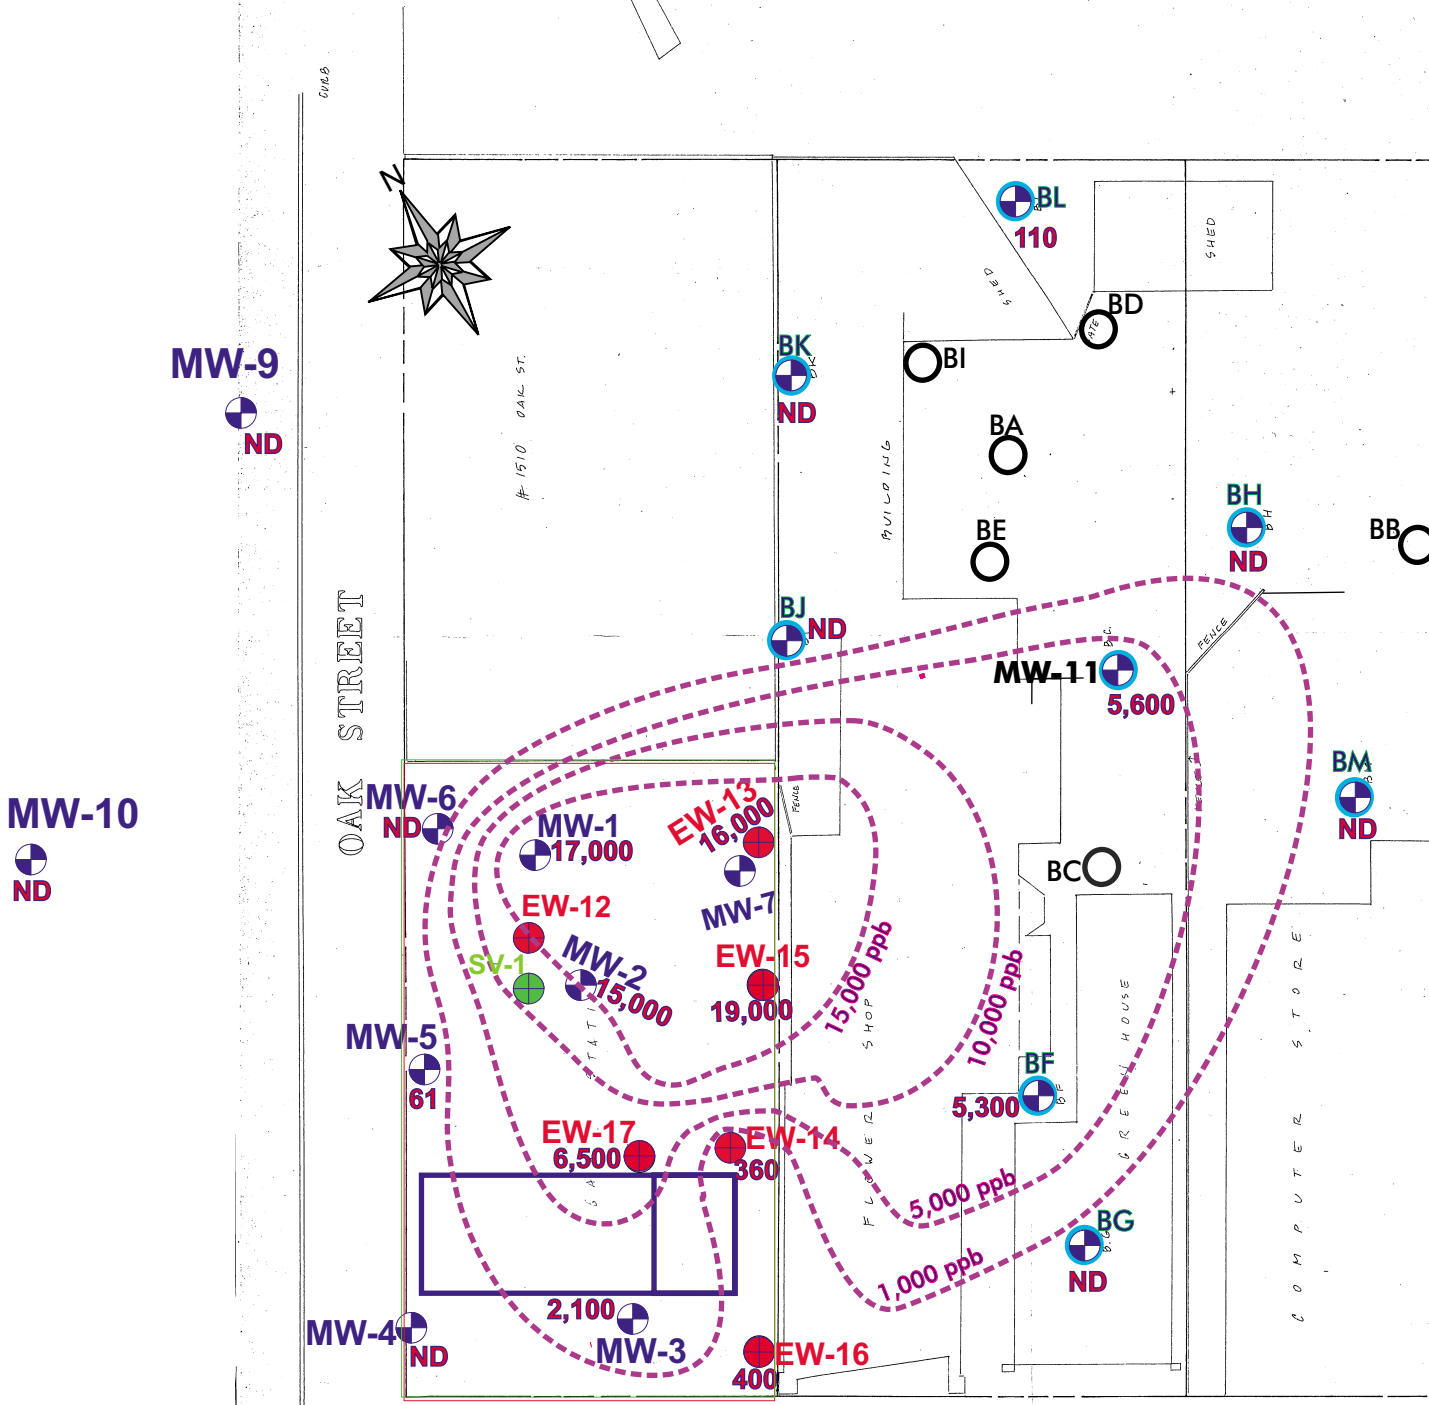 CURB
N
BL
110
SHED
SHED
BD
GATE
MW-9
ND
BK
ND
BI
# 1510 OAK ST.
BA
BUILDING
BH
BH
ND
BB
BE
BJ
ND
FENCE
OAK STREET
MW-11
5,600
BM
ND
MW-10
ND
MW-6
ND
MW-1
17,000
EW-13
16,000
FENCE
MW-7
BC
EW-12
SV-1
MW-2
15,000
EW-15
19,000
15,000 ppb
10,000 ppb
FLOWER SHOP
GREEN HOUSE
COMPUTER STORE
MW-5
61
BF
BF
5,300
EW-17
6,500
EW-14
360
5,000 ppb
BG
ND
1,000 ppb
2,100
MW-3
MW-4
ND
EW-16
400